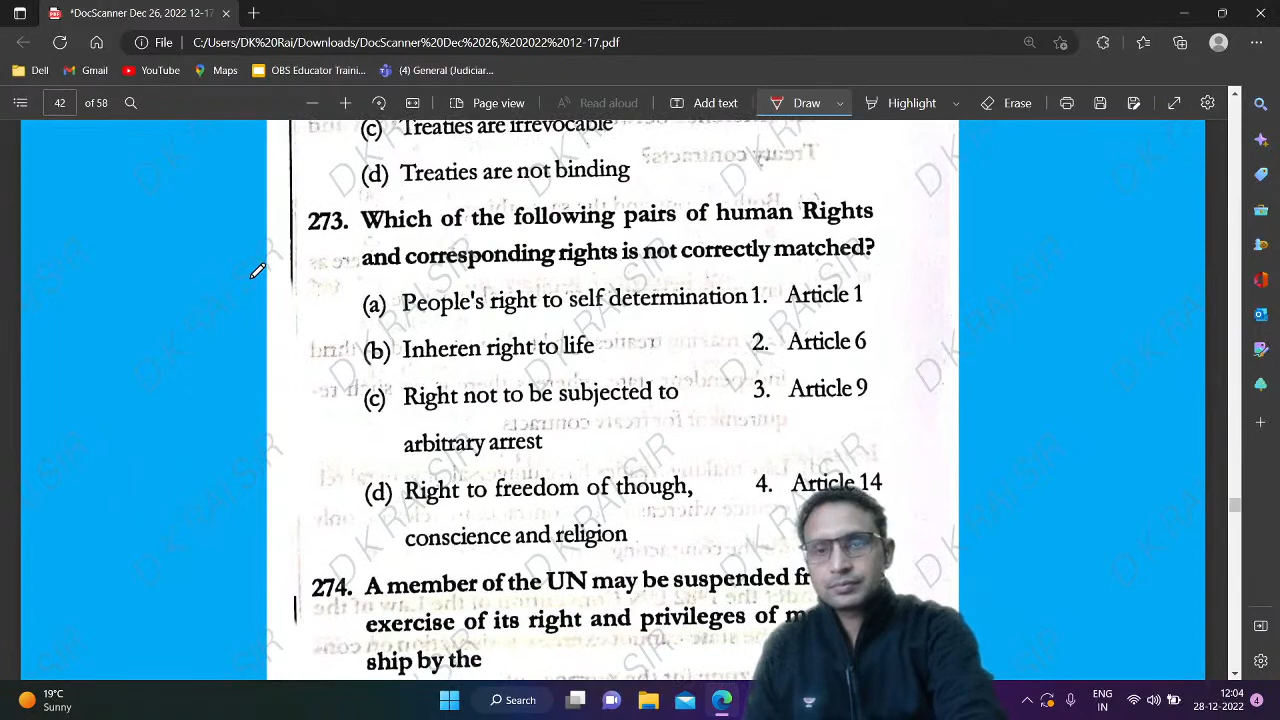 DocScanner Dec 26, 2022 12-17
File
C:/Users/DK%20Rai/Downloads/DocScanner%20Dec%2026,%202022%2012-17.pdf
Dell
Gmail
YouTube
Maps
OBS Educator Traini...
(4) General (Judiciar...
42 of 58
Page view
Read aloud
Add text
Draw
Highlight
Erase
(c) Treaties are irrevocable
(d) Treaties are not binding
273. Which of the following pairs of human Rights
and corresponding rights is not correctly matched?
(a) People's right to self determination 1. Article 1
(b) Inheren right to life 2. Article 6
(c) Right not to be subjected to 3. Article 9
arbitrary arrest
(d) Right to freedom of though, 4. Article 14
conscience and religion
274. A member of the UN may be suspended
exercise of its right and privileges of
ship by the
D K RAI SIR
19°C
Sunny
Search
ENG
IN
12:04
28-12-2022
4